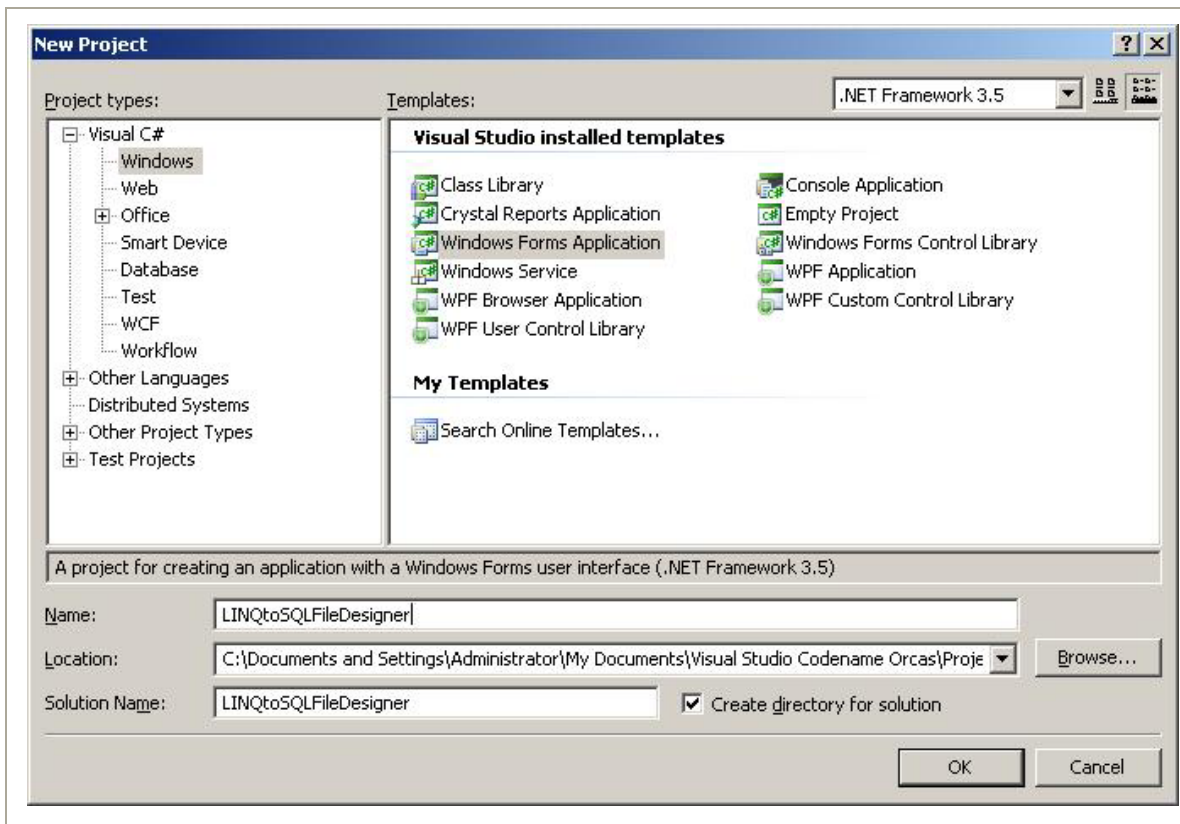 New Project
Project types:
Templates:
.NET Framework 3.5
Visual C#
Windows
Web
Office
Smart Device
Database
Test
WCF
Workflow
Other Languages
Distributed Systems
Other Project Types
Test Projects
Visual Studio installed templates
Class Library
Console Application
Crystal Reports Application
Empty Project
Windows Forms Application
Windows Forms Control Library
Windows Service
WPF Application
WPF Browser Application
WPF Custom Control Library
WPF User Control Library
My Templates
Search Online Templates...
A project for creating an application with a Windows Forms user interface (.NET Framework 3.5)
Name: LINQtoSQLFileDesigner
Location: C:\Documents and Settings\Administrator\My Documents\Visual Studio Codename Orcas\Proje Browse...
Solution Name: LINQtoSQLFileDesigner Create directory for solution
OK Cancel